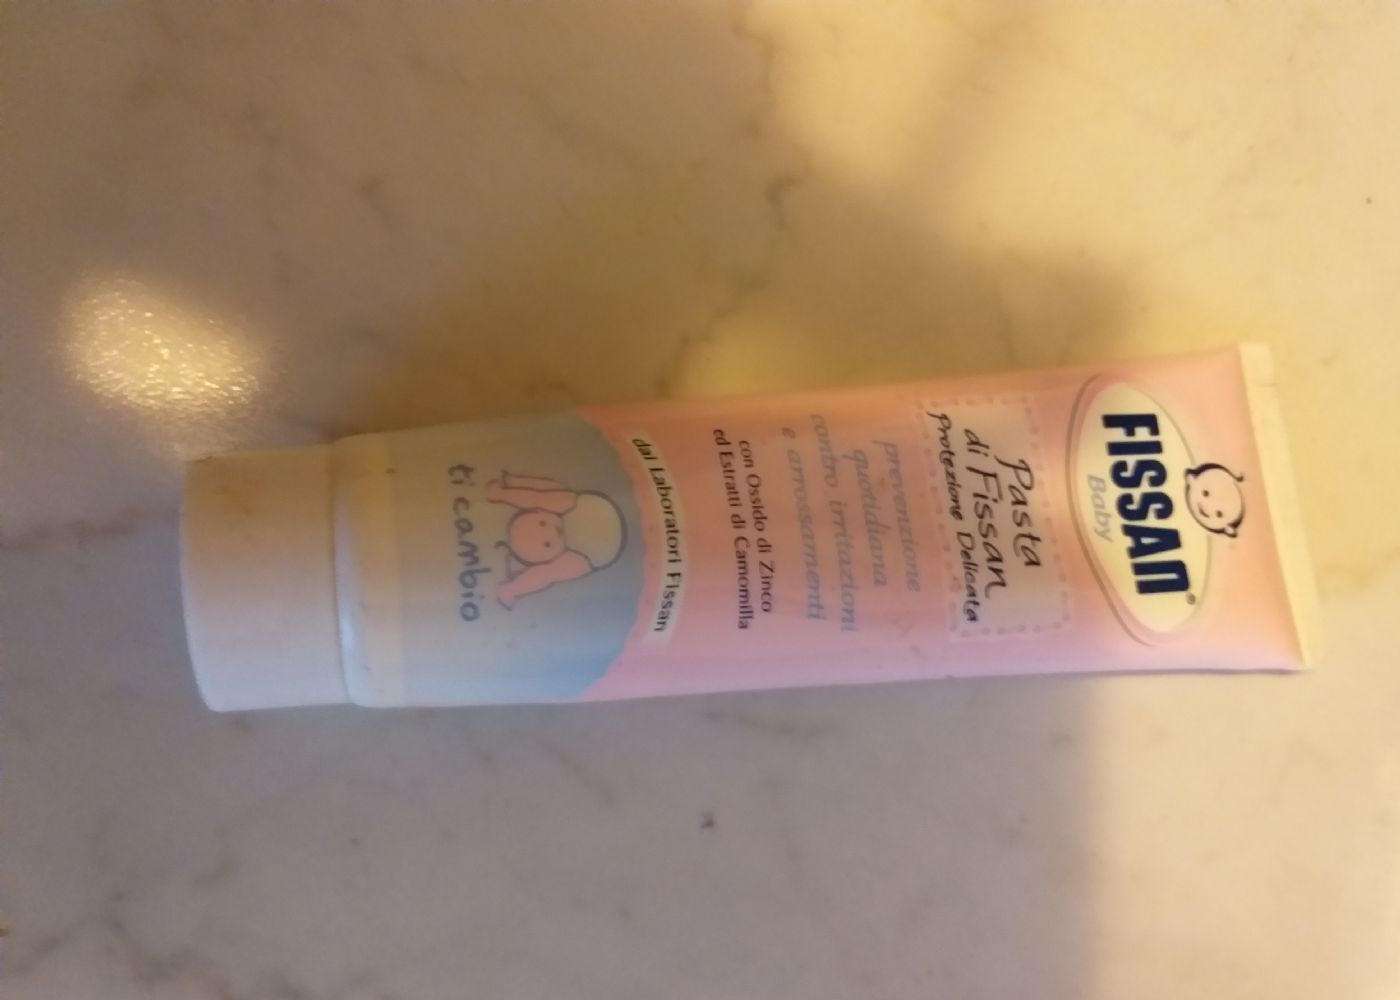 FISSAN®
Baby
Pasta
di Fissan
Protezione Delicata
prevenzione
quotidiana
contro irritazioni
e arrossamenti
con Ossido di Zinco
ed Estratti di Camomilla
dai Laboratori Fissan
ti cambio